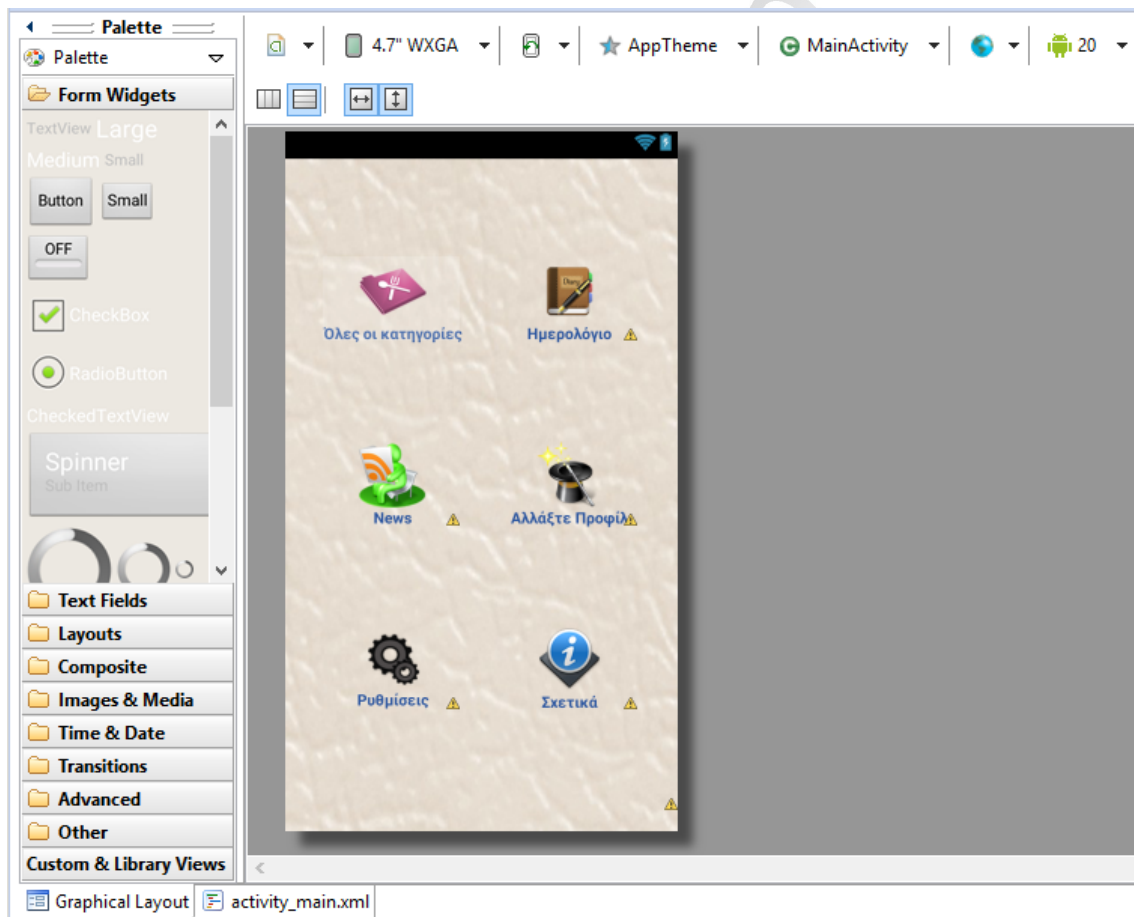 Palette
Palette
4.7" WXGA
AppTheme
MainActivity
20
Form Widgets
TextView Large
Medium Small
Button Small
OFF
CheckBox
RadioButton
CheckedTextView
Spinner
Sub Item
Text Fields
Layouts
Composite
Images & Media
Time & Date
Transitions
Advanced
Other
Custom & Library Views
Diary
Όλες οι κατηγορίες
Ημερολόγιο
News
Αλλάξτε Προφίλ
Ρυθμίσεις
Σχετικά
Graphical Layout
activity_main.xml